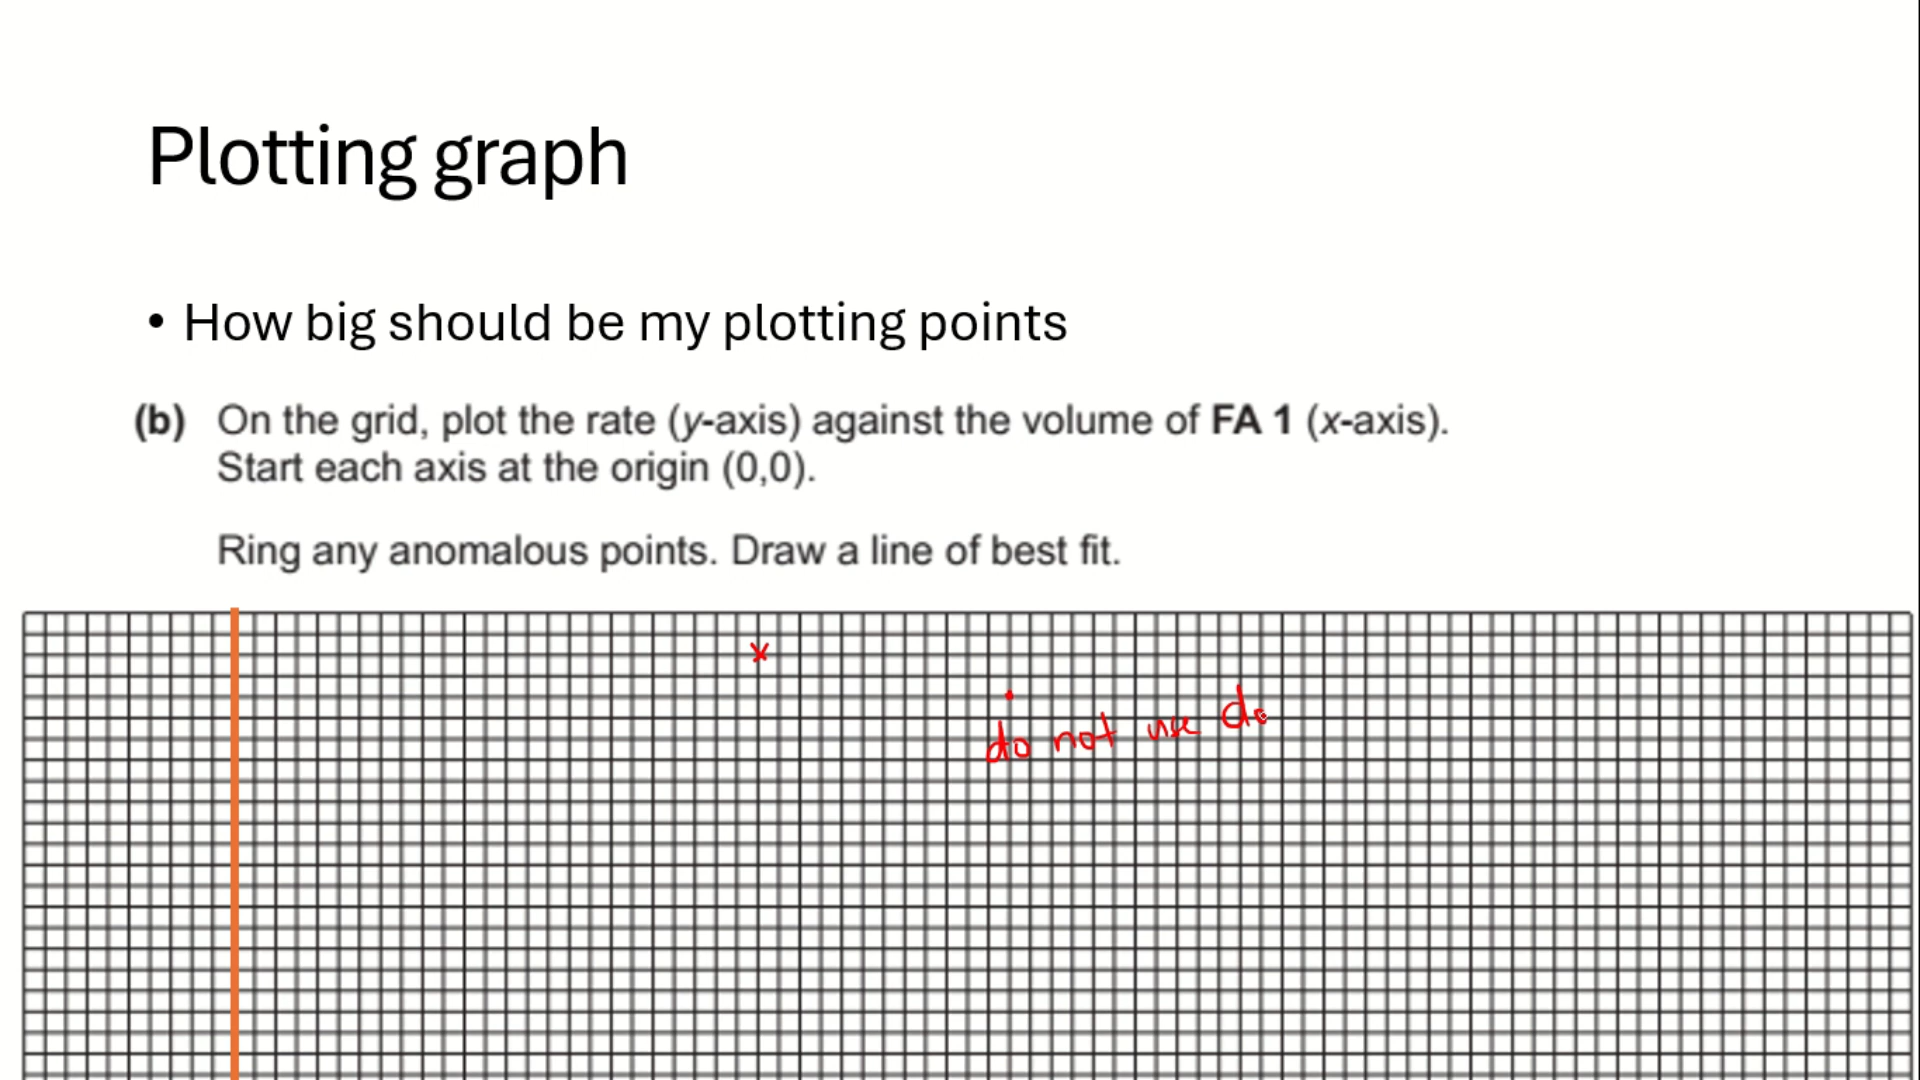 Plotting graph
• How big should be my plotting points
(b) On the grid, plot the rate (y-axis) against the volume of FA 1 (x-axis).
Start each axis at the origin (0,0).
Ring any anomalous points. Draw a line of best fit.
x
do not use do